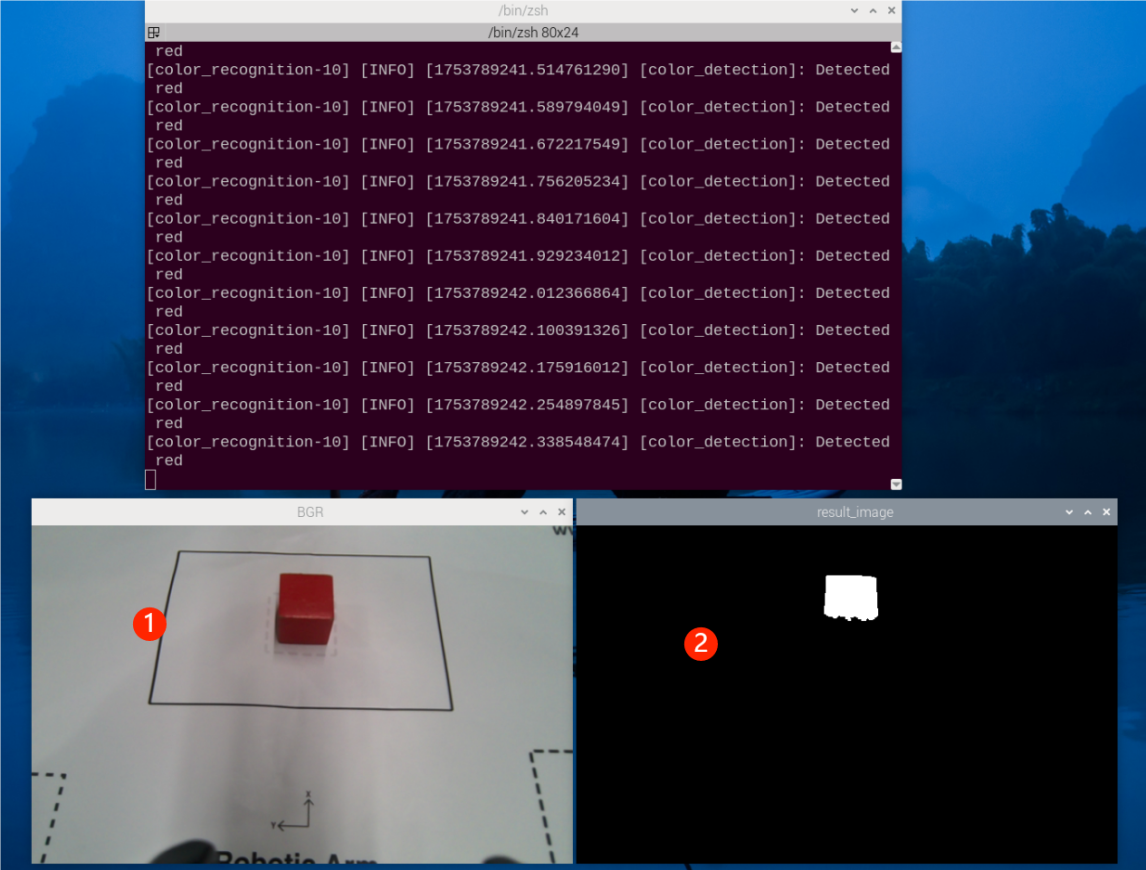 /bin/zsh
/bin/zsh 80x24
red
[color_recognition-10] [INFO] [1753789241.514761290] [color_detection]: Detected
red
[color_recognition-10] [INFO] [1753789241.589794049] [color_detection]: Detected
red
[color_recognition-10] [INFO] [1753789241.672217549] [color_detection]: Detected
red
[color_recognition-10] [INFO] [1753789241.756205234] [color_detection]: Detected
red
[color_recognition-10] [INFO] [1753789241.840171604] [color_detection]: Detected
red
[color_recognition-10] [INFO] [1753789241.929234012] [color_detection]: Detected
red
[color_recognition-10] [INFO] [1753789242.012366864] [color_detection]: Detected
red
[color_recognition-10] [INFO] [1753789242.100391326] [color_detection]: Detected
red
[color_recognition-10] [INFO] [1753789242.175916012] [color_detection]: Detected
red
[color_recognition-10] [INFO] [1753789242.254897845] [color_detection]: Detected
red
[color_recognition-10] [INFO] [1753789242.338548474] [color_detection]: Detected
red
BGR
1
X
Y
Robotic Arm
result_image
2